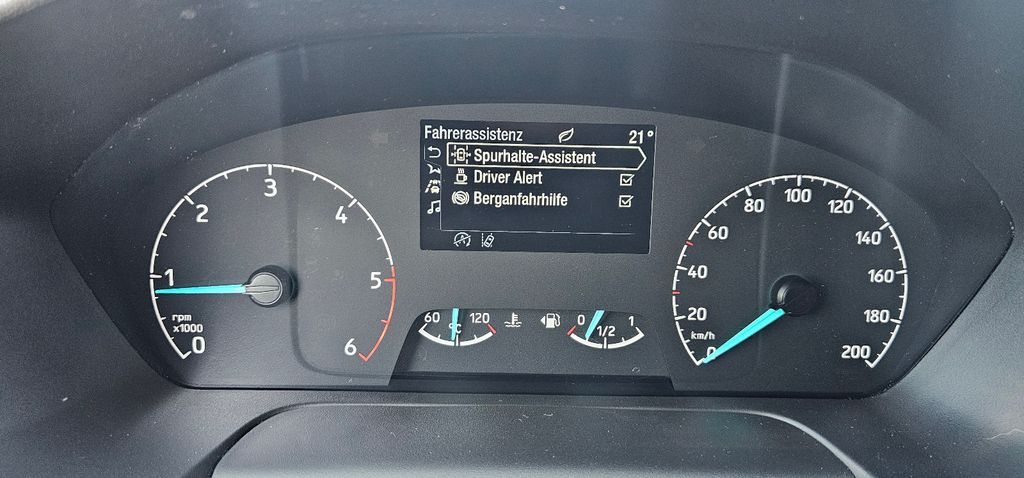 Fahrerassistenz 21°
Spurhalte-Assistent
Driver Alert
Berganfahrhilfe
0 1 2 3 4 5 6
rpm
x1000
60 °C 120
0 1/2 1
0 20 40 60 80 100 120 140 160 180 200
km/h